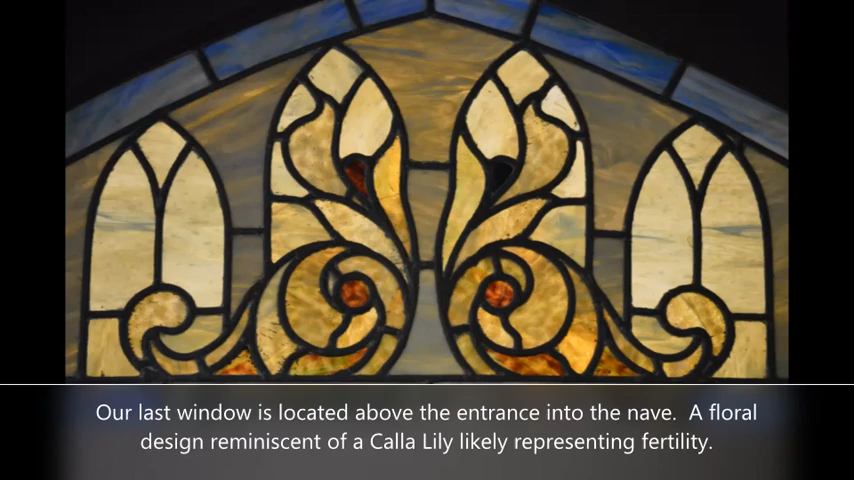 Our last window is located above the entrance into the nave.  A floral
design reminiscent of a Calla Lily likely representing fertility.